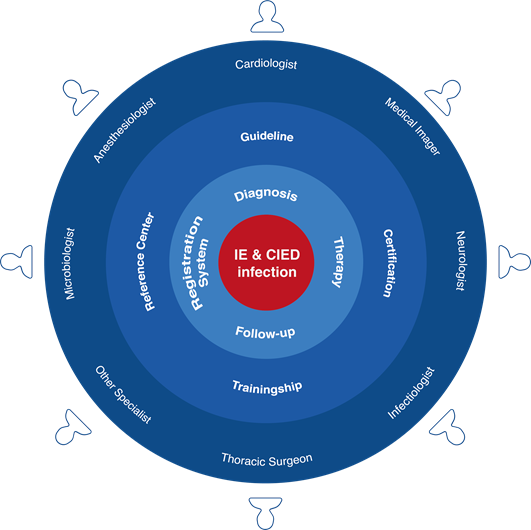 Cardiologist
Medical Imager
Neurologist
Infectiologist
Thoracic Surgeon
Other Specialist
Microbiologist
Anesthesiologist
Guideline
Certification
Trainingship
Reference Center
Diagnosis
Therapy
Follow-up
Registration
System
IE & CIED
infection